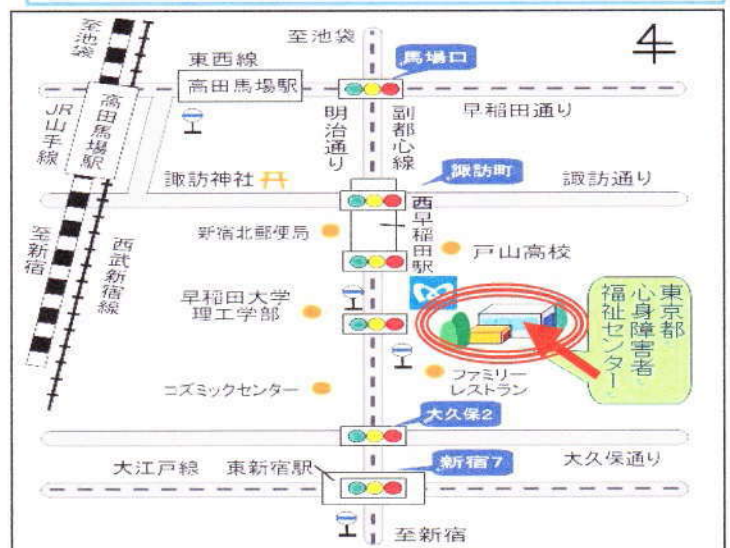 至池袋
至池袋
東西線
馬場口
高田馬場駅
高田馬場駅
JR山手線
明治通り
副都心線
早稲田通り
諏訪神社
諏訪町
諏訪通り
新宿北郵便局
西早稲田駅
戸山高校
至新宿
西武新宿線
早稲田大学
理工学部
東京都
心身障害者
福祉センター
コズミックセンター
ファミリー
レストラン
大久保2
大江戸線
東新宿駅
新宿7
大久保通り
至新宿